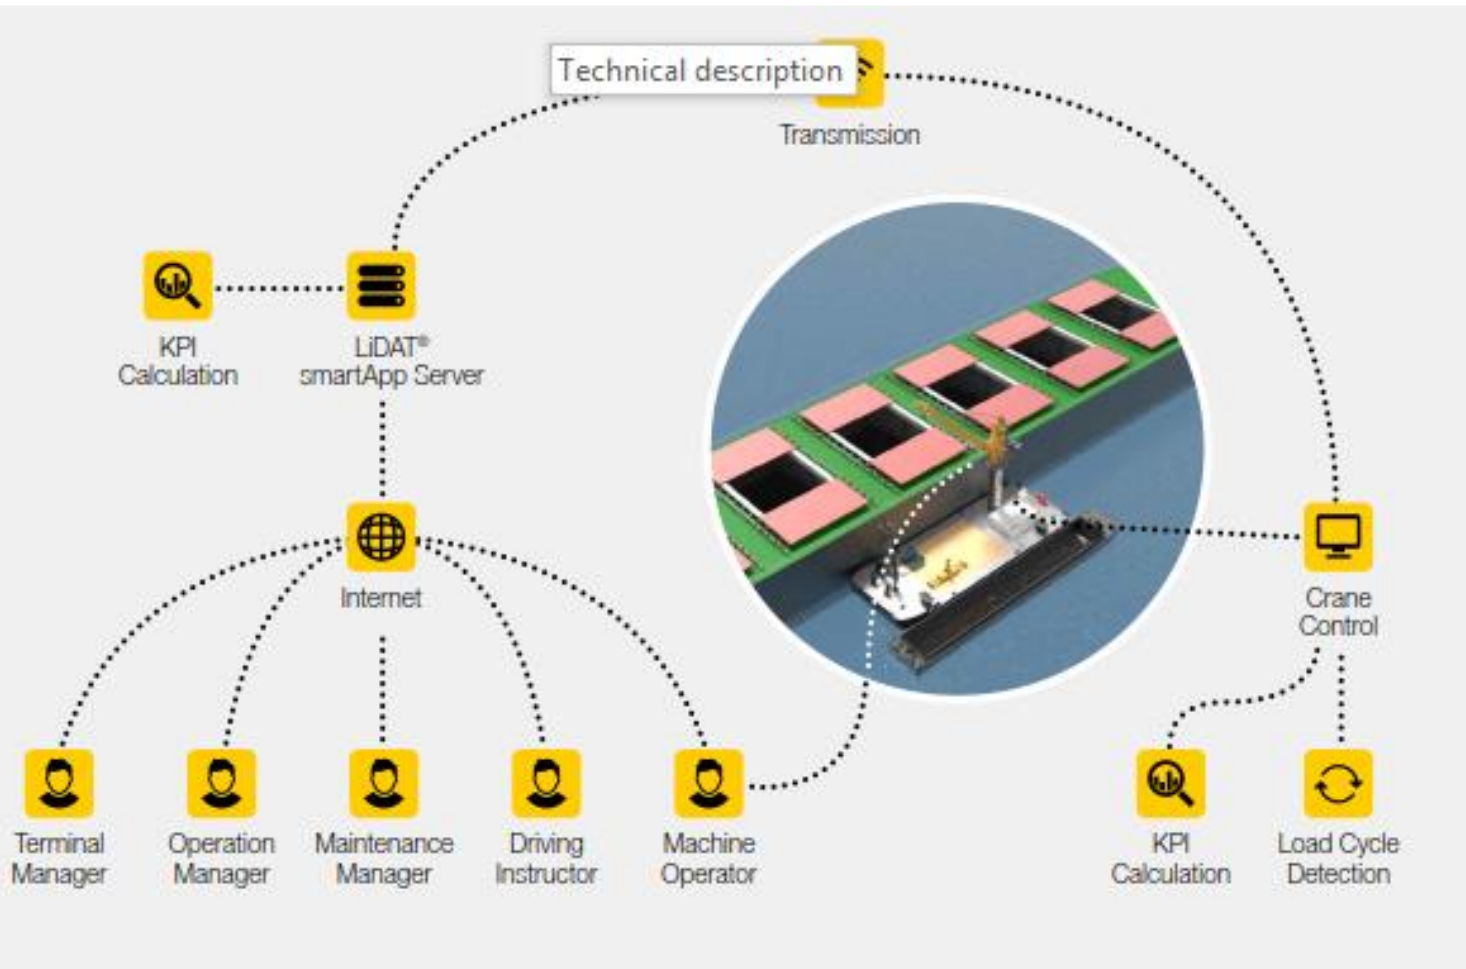 Technical description
Transmission
KPI
Calculation
LiDAT®
smartApp Server
Internet
Crane
Control
Terminal
Manager
Operation
Manager
Maintenance
Manager
Driving
Instructor
Machine
Operator
KPI
Calculation
Load Cycle
Detection